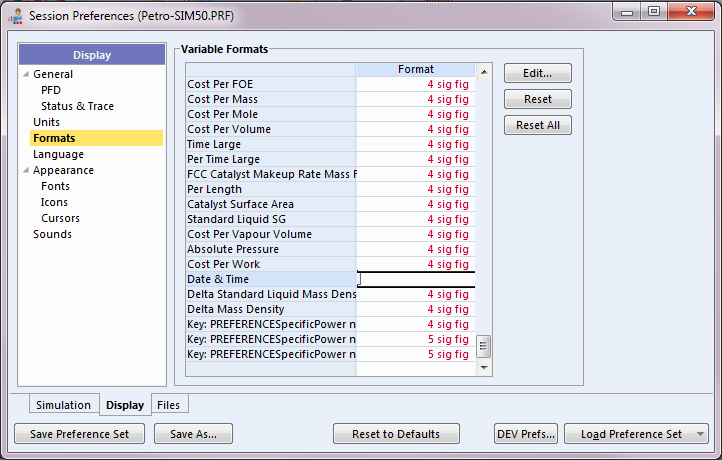 Session Preferences (Petro-SIM50.PRF)
Display
General
PFD
Status & Trace
Units
Formats
Language
Appearance
Fonts
Icons
Cursors
Sounds
Variable Formats
Format
Cost Per FOE 4 sig fig
Cost Per Mass 4 sig fig
Cost Per Mole 4 sig fig
Cost Per Volume 4 sig fig
Time Large 4 sig fig
Per Time Large 4 sig fig
FCC Catalyst Makeup Rate Mass F 4 sig fig
Per Length 4 sig fig
Catalyst Surface Area 4 sig fig
Standard Liquid SG 4 sig fig
Cost Per Vapour Volume 4 sig fig
Absolute Pressure 4 sig fig
Cost Per Work 4 sig fig
Date & Time
Delta Standard Liquid Mass Dens 4 sig fig
Delta Mass Density 4 sig fig
Key: PREFERENCESpecificPower n 4 sig fig
Key: PREFERENCESpecificPower n 5 sig fig
Key: PREFERENCESpecificPower n 5 sig fig
Edit...
Reset
Reset All
Simulation Display Files
Save Preference Set Save As... Reset to Defaults DEV Prefs... Load Preference Set